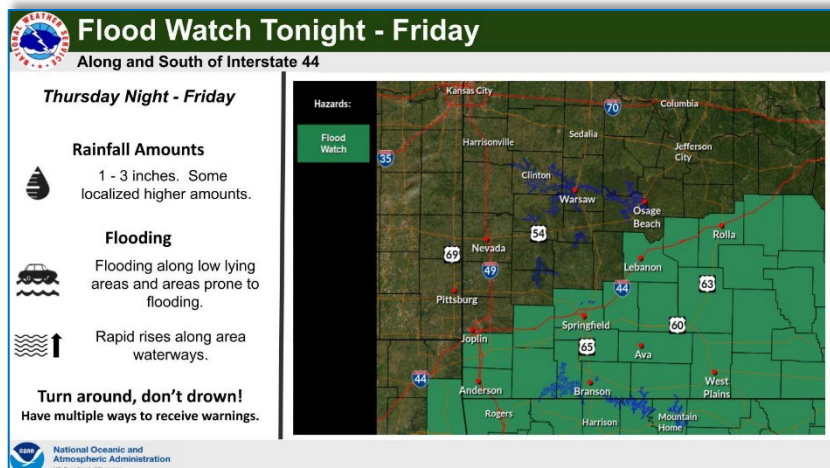 Flood Watch Tonight - Friday
Along and South of Interstate 44
NATIONAL WEATHER SERVICE
Thursday Night - Friday
Rainfall Amounts
1 - 3 inches. Some
localized higher amounts.
Flooding
Flooding along low lying
areas and areas prone to
flooding.
Rapid rises along area
waterways.
Turn around, don't drown!
Have multiple ways to receive warnings.
Hazards:
Flood
Watch
Kansas City
70
Columbia
Harrisonville
Sedalia
Jefferson
City
35
Clinton
Warsaw
Osage
Beach
54
Rolla
69
Nevada
49
Lebanon
63
44
Pittsburg
Springfield
60
Joplin
65
Ava
44
Anderson
Branson
West
Plains
Rogers
Harrison
Mountain
Home
NOAA
National Oceanic and
Atmospheric Administration